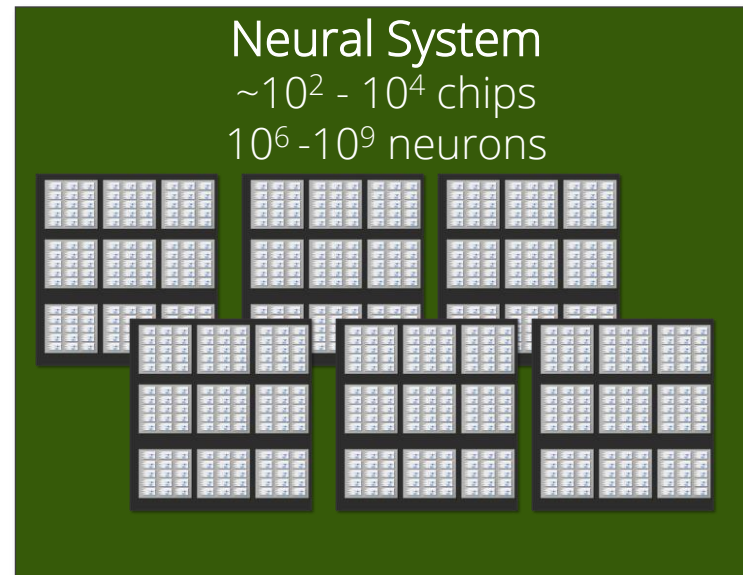 Neural System
~10² - 10⁴ chips
10⁶ -10⁹ neurons